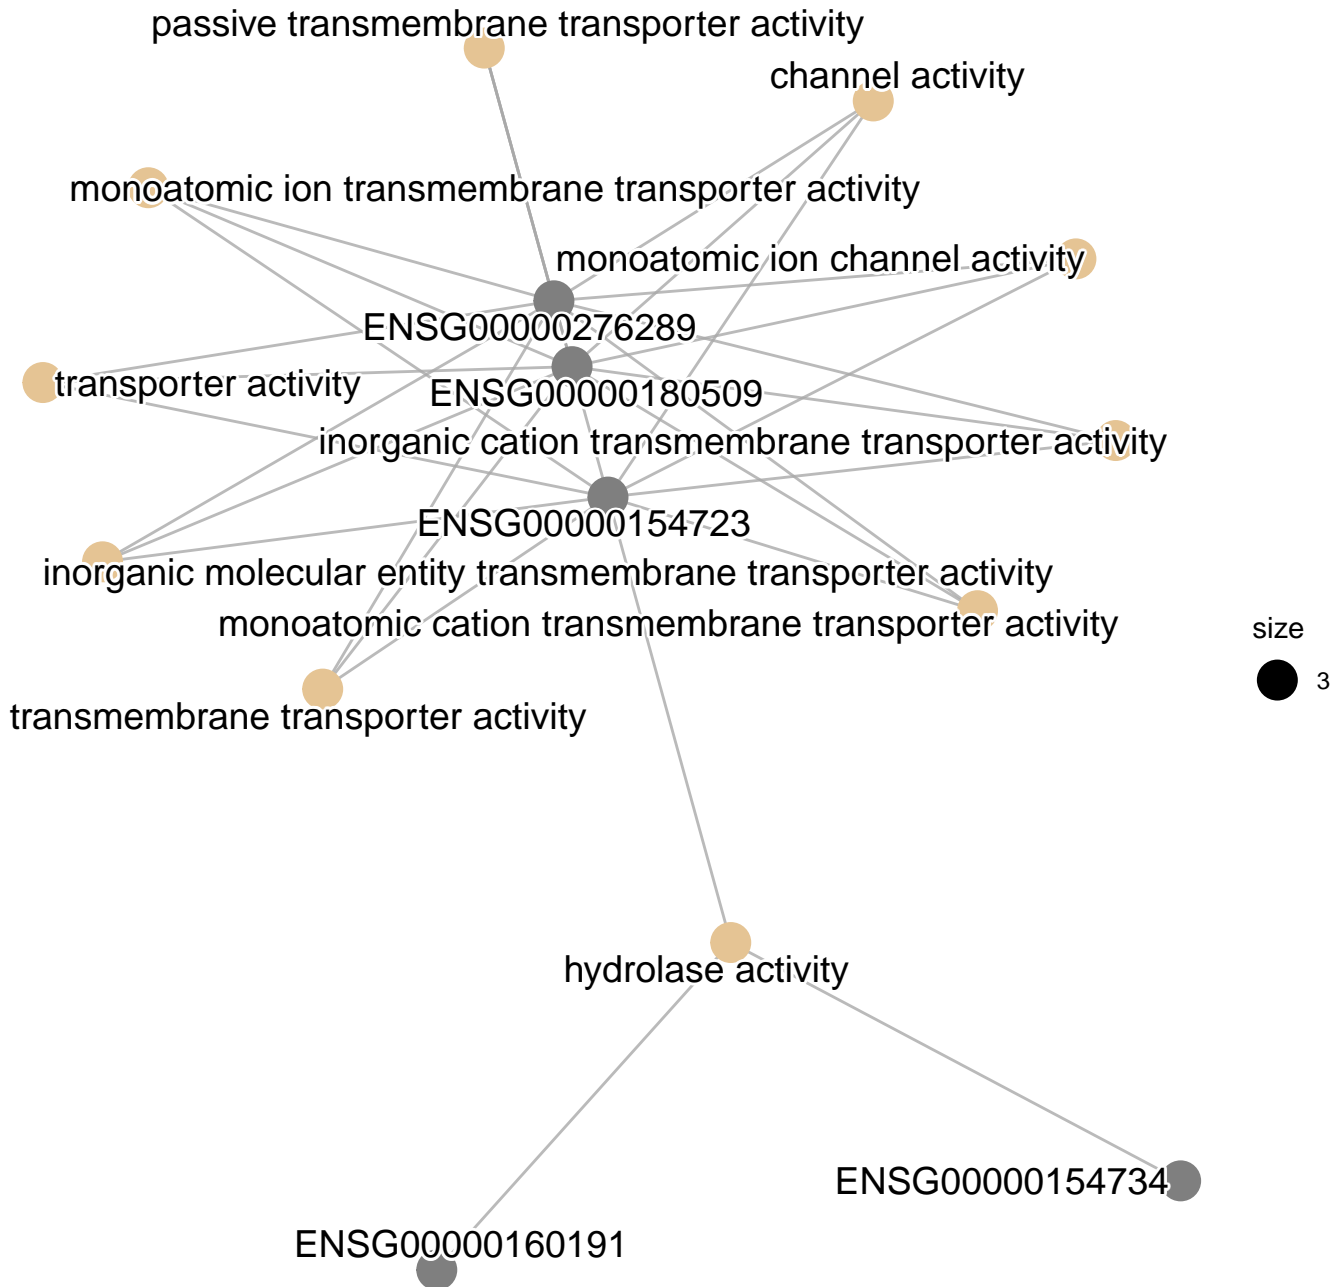 passive transmembrane transporter activity
channel activity
monoatomic ion transmembrane transporter activity
monoatomic ion channel activity
ENSG00000276289
transporter activity
ENSG00000180509
inorganic cation transmembrane transporter activity
ENSG00000154723
inorganic molecular entity transmembrane transporter activity
monoatomic cation transmembrane transporter activity
size
3
transmembrane transporter activity
hydrolase activity
ENSG00000154734
ENSG00000160191